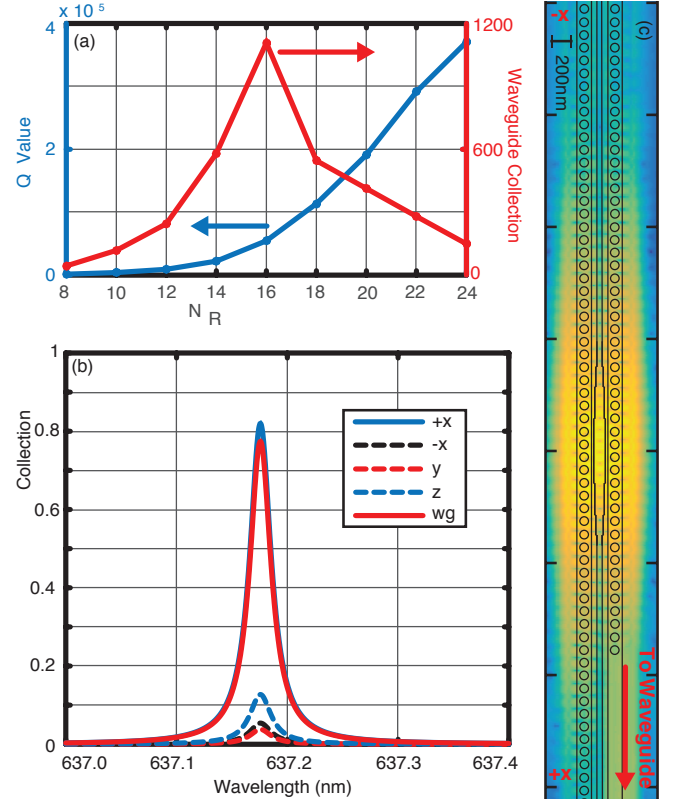 x 10 5
(a)
4
2
0
Q Value
1200
600
0
Waveguide Collection
8 10 12 14 16 18 20 22 24
N R
(b)
1
0.8
0.6
0.4
0.2
0
Collection
+x
-x
y
z
wg
637.0 637.1 637.2 637.3 637.4
Wavelength (nm)
-x
(c)
200nm
To Waveguide
+x